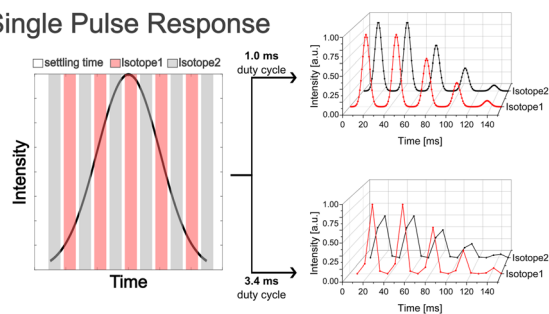 Single Pulse Response
settling time Isotope1 Isotope2
Intensity
Time
1.0 ms
duty cycle
3.4 ms
duty cycle
Intensity [a.u.]
1.00
0.75
0.50
0.25
0.00
0 20 40 60 80 100 120 140
Time [ms]
Isotope2
Isotope1
Intensity [a.u.]
1.00
0.75
0.50
0.25
0.00
0 20 40 60 80 100 120 140
Time [ms]
Isotope2
Isotope1